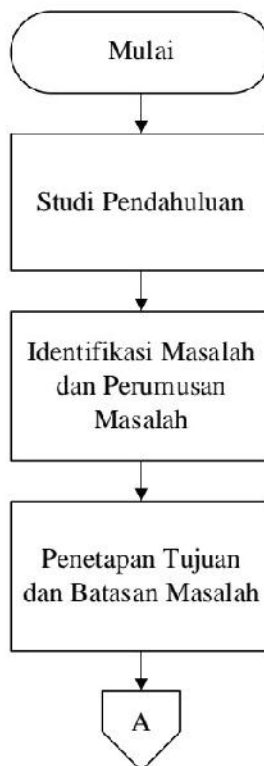 Mulai
Studi Pendahuluan
Identifikasi Masalah
dan Perumusan
Masalah
Penetapan Tujuan
dan Batasan Masalah
A